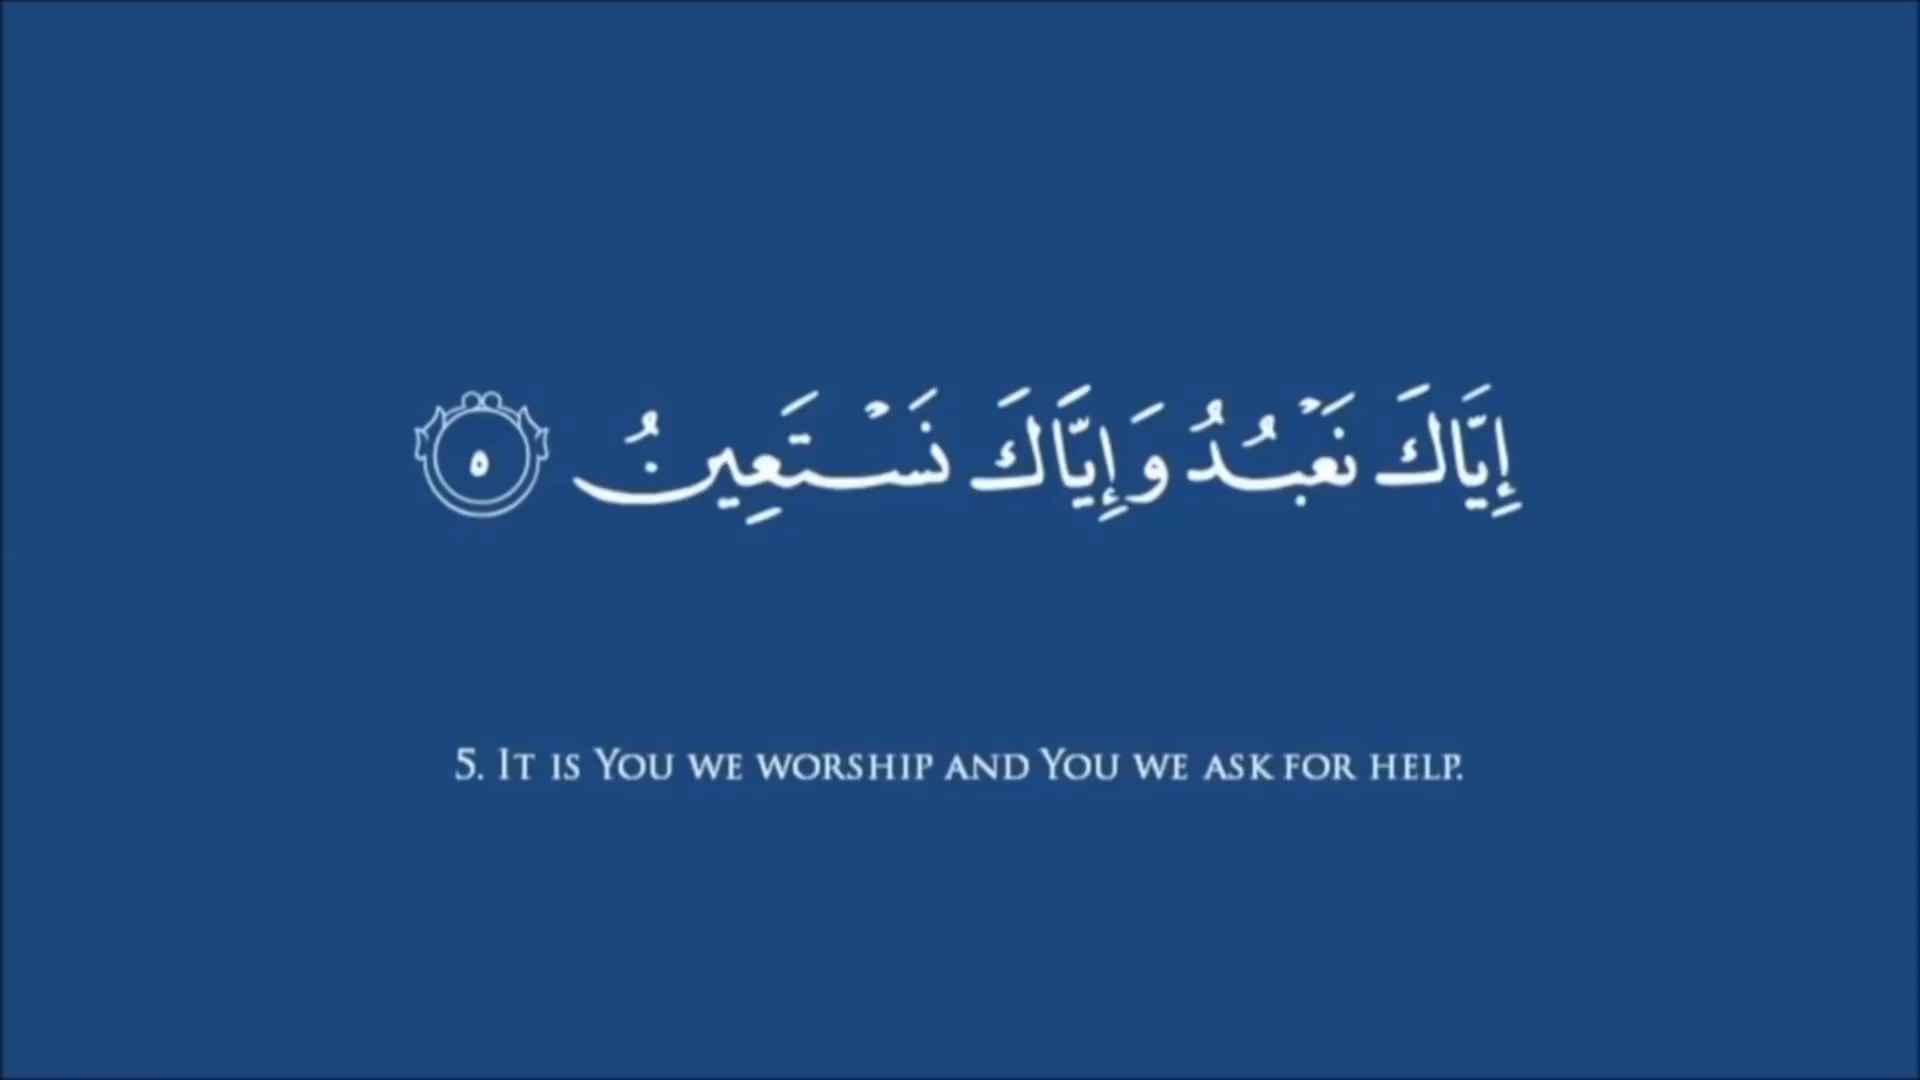 إِيَّاكَ نَعۡبُدُ وَإِيَّاكَ نَسۡتَعِينُ ٥
5. It is You we worship and You we ask for help.